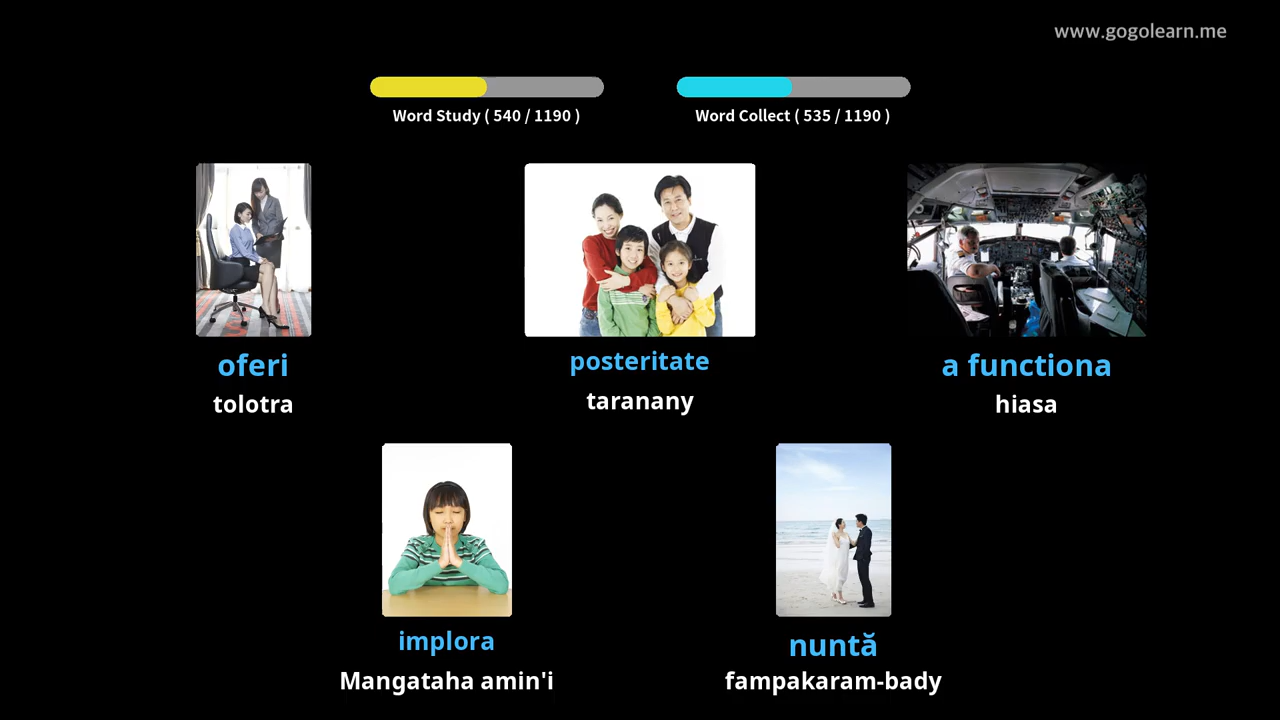 www.gogolearn.me
Word Study ( 540 / 1190 )
Word Collect ( 535 / 1190 )
oferi
tolotra
posteritate
taranany
a functiona
hiasa
implora
Mangataha amin'i
nuntă
fampakaram-bady